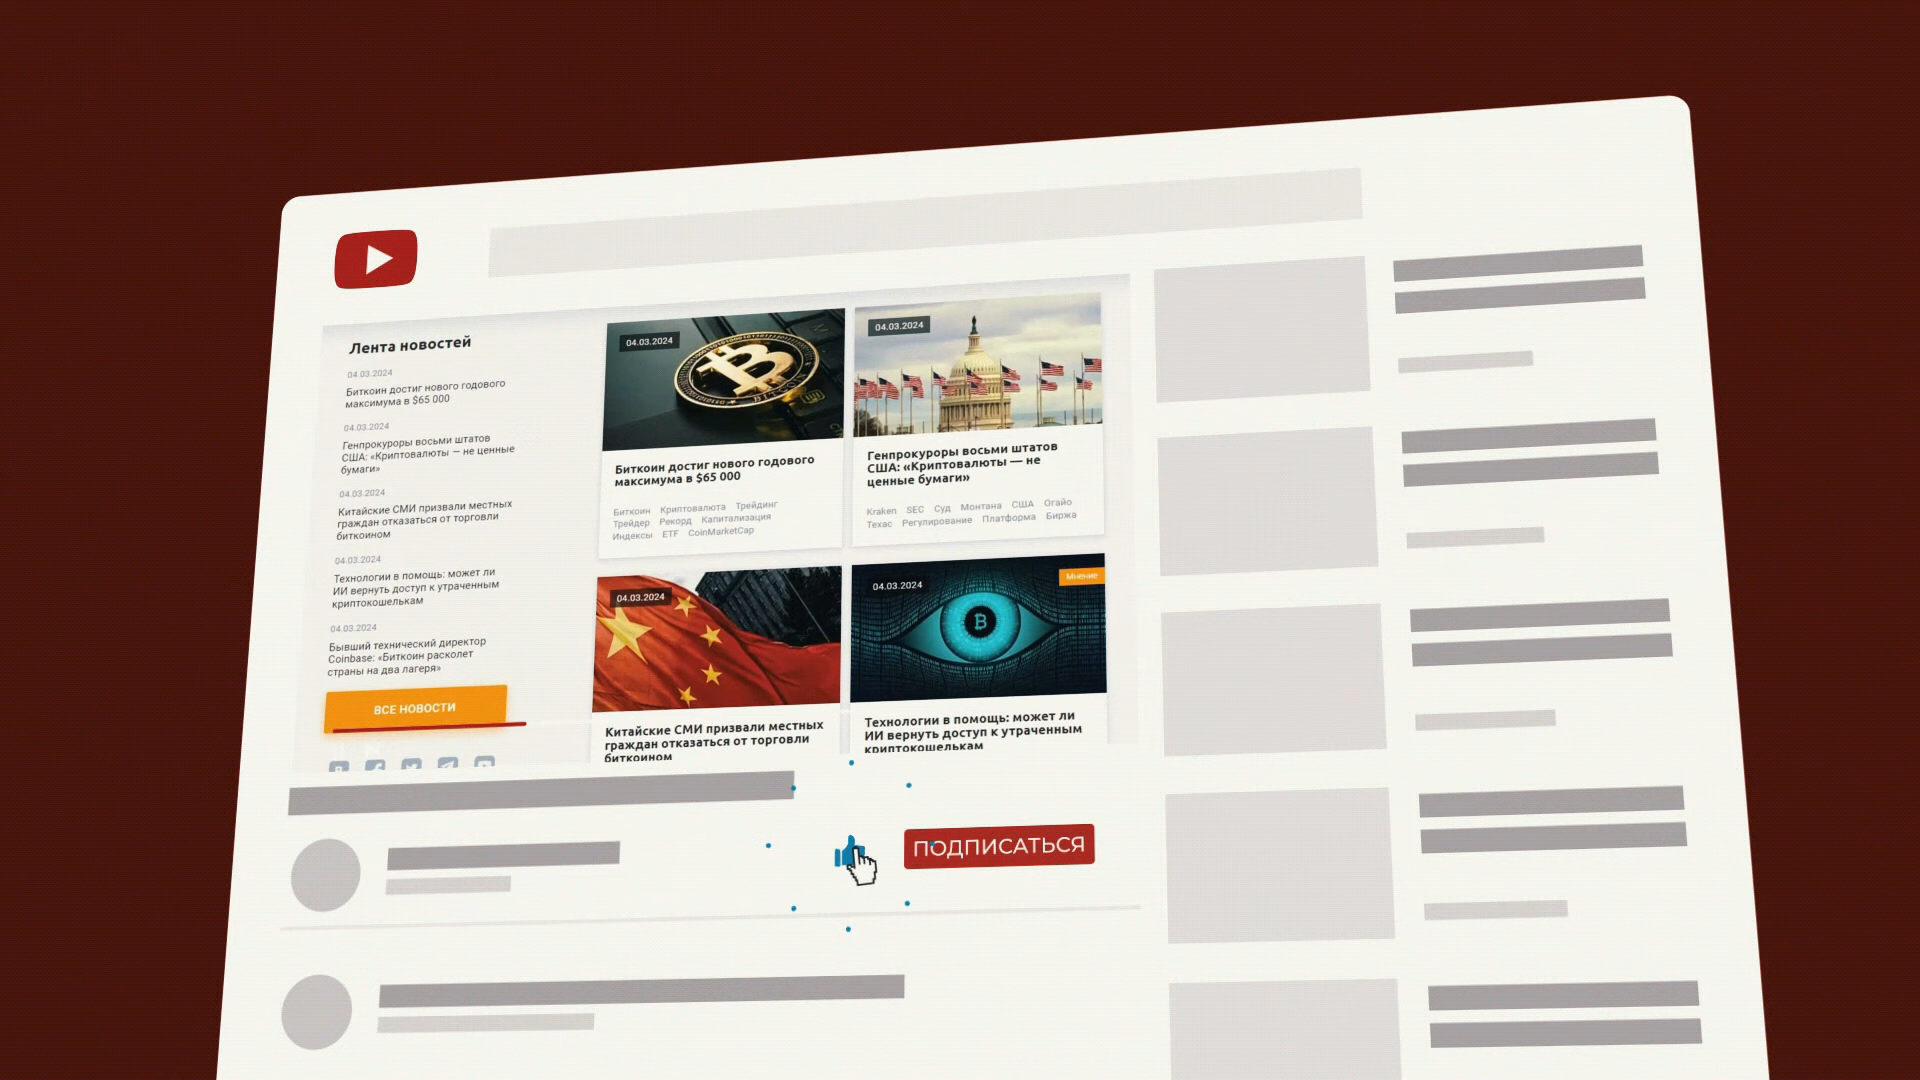 Лента новостей
04.03.2024
Биткоин достиг нового годового
максимума в $65 000
04.03.2024
Генпрокуроры восьми штатов
США: «Криптовалюты — не ценные
бумаги»
04.03.2024
Китайские СМИ призвали местных
граждан отказаться от торговли
биткоином
04.03.2024
Технологии в помощь: может ли
ИИ вернуть доступ к утраченным
криптокошелькам
04.03.2024
Бывший технический директор
Coinbase: «Биткоин расколет
страны на два лагеря»
ВСЕ НОВОСТИ
04.03.2024
Биткоин достиг нового годового
максимума в $65 000
Биткоин Криптовалюта Трейдинг
Трейдер Рекорд Капитализация
Индексы ETF CoinMarketCap
04.03.2024
Генпрокуроры восьми штатов
США: «Криптовалюты — не
ценные бумаги»
Kraken SEC Суд Монтана США Огайо
Техас Регулирование Платформа Биржа
04.03.2024
Китайские СМИ призвали местных
граждан отказаться от торговли
биткоином
04.03.2024
Мнение
Технологии в помощь: может ли
ИИ вернуть доступ к утраченным
криптокошелькам
ПОДПИСАТЬСЯ